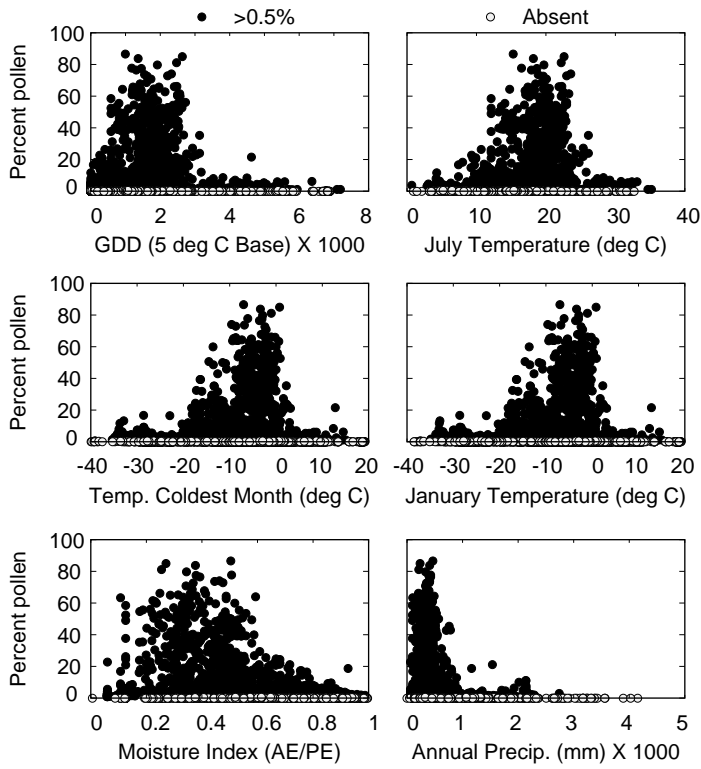 >0.5% Absent
Percent pollen
100
80
60
40
20
0
0 2 4 6 8
GDD (5 deg C Base) X 1000
0 10 20 30 40
July Temperature (deg C)
Percent pollen
100
80
60
40
20
0
-40 -30 -20 -10 0 10 20
Temp. Coldest Month (deg C)
-40 -30 -20 -10 0 10 20
January Temperature (deg C)
Percent pollen
100
80
60
40
20
0
0 0.2 0.4 0.6 0.8 1
Moisture Index (AE/PE)
0 1 2 3 4 5
Annual Precip. (mm) X 1000